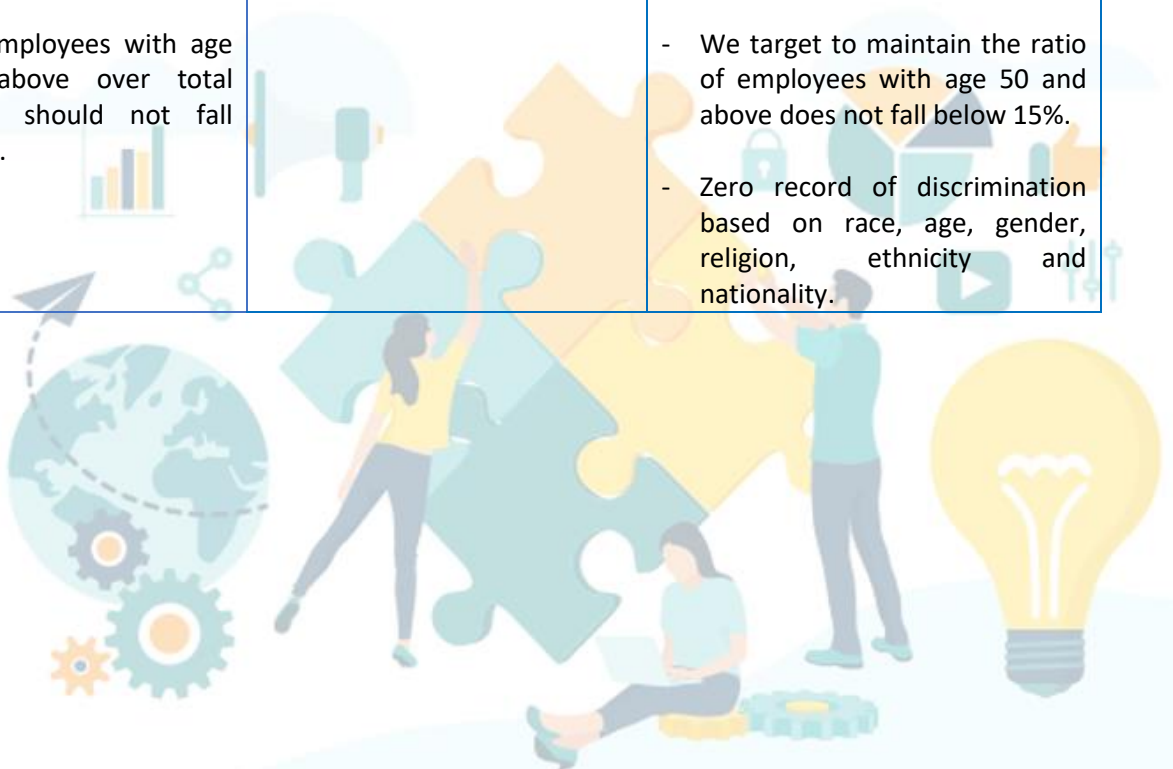 mployees with age
above over total
should not fall
.
- We target to maintain the ratio
of employees with age 50 and
above does not fall below 15%.
- Zero record of discrimination
based on race, age, gender,
religion, ethnicity and
nationality.